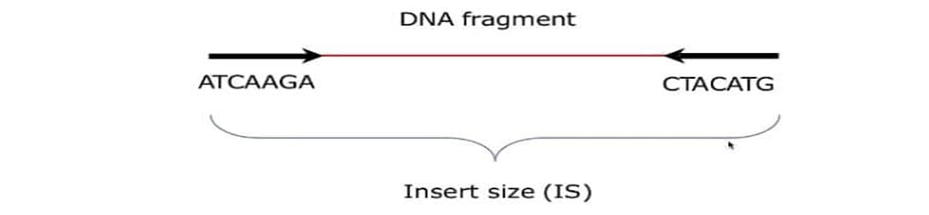 DNA fragment
ATCAAGA CTACATG
Insert size (IS)